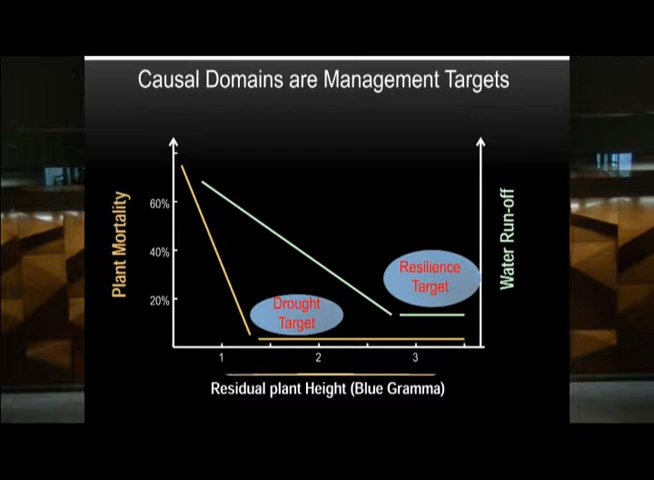 Causal Domains are Management Targets
Plant Mortality
60%
40%
20%
Water Run-off
Resilience
Target
Drought
Target
1
2
3
Residual plant Height (Blue Gramma)